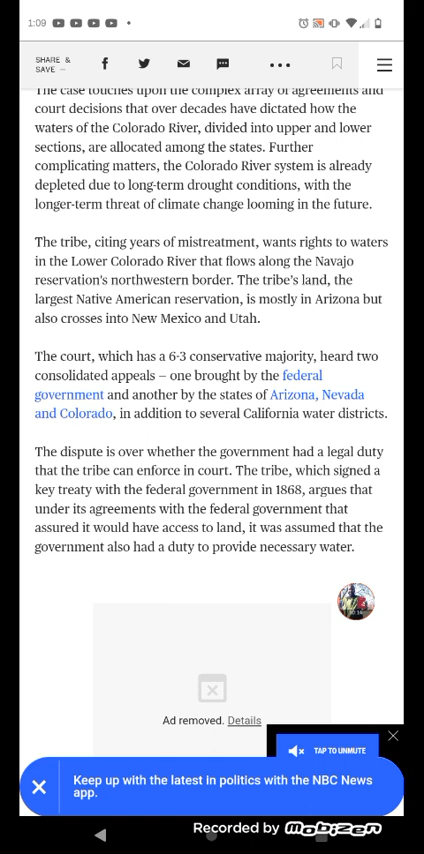 1:09
SHARE &
SAVE —
The case touches upon the complex array of agreements and
court decisions that over decades have dictated how the
waters of the Colorado River, divided into upper and lower
sections, are allocated among the states. Further
complicating matters, the Colorado River system is already
depleted due to long-term drought conditions, with the
longer-term threat of climate change looming in the future.
The tribe, citing years of mistreatment, wants rights to waters
in the Lower Colorado River that flows along the Navajo
reservation's northwestern border. The tribe's land, the
largest Native American reservation, is mostly in Arizona but
also crosses into New Mexico and Utah.
The court, which has a 6-3 conservative majority, heard two
consolidated appeals — one brought by the federal
government and another by the states of Arizona, Nevada
and Colorado, in addition to several California water districts.
The dispute is over whether the government had a legal duty
that the tribe can enforce in court. The tribe, which signed a
key treaty with the federal government in 1868, argues that
under its agreements with the federal government that
assured it would have access to land, it was assumed that the
government also had a duty to provide necessary water.
Ad removed. Details
TAP TO UNMUTE
Keep up with the latest in politics with the NBC News
app.
Recorded by Mobizen